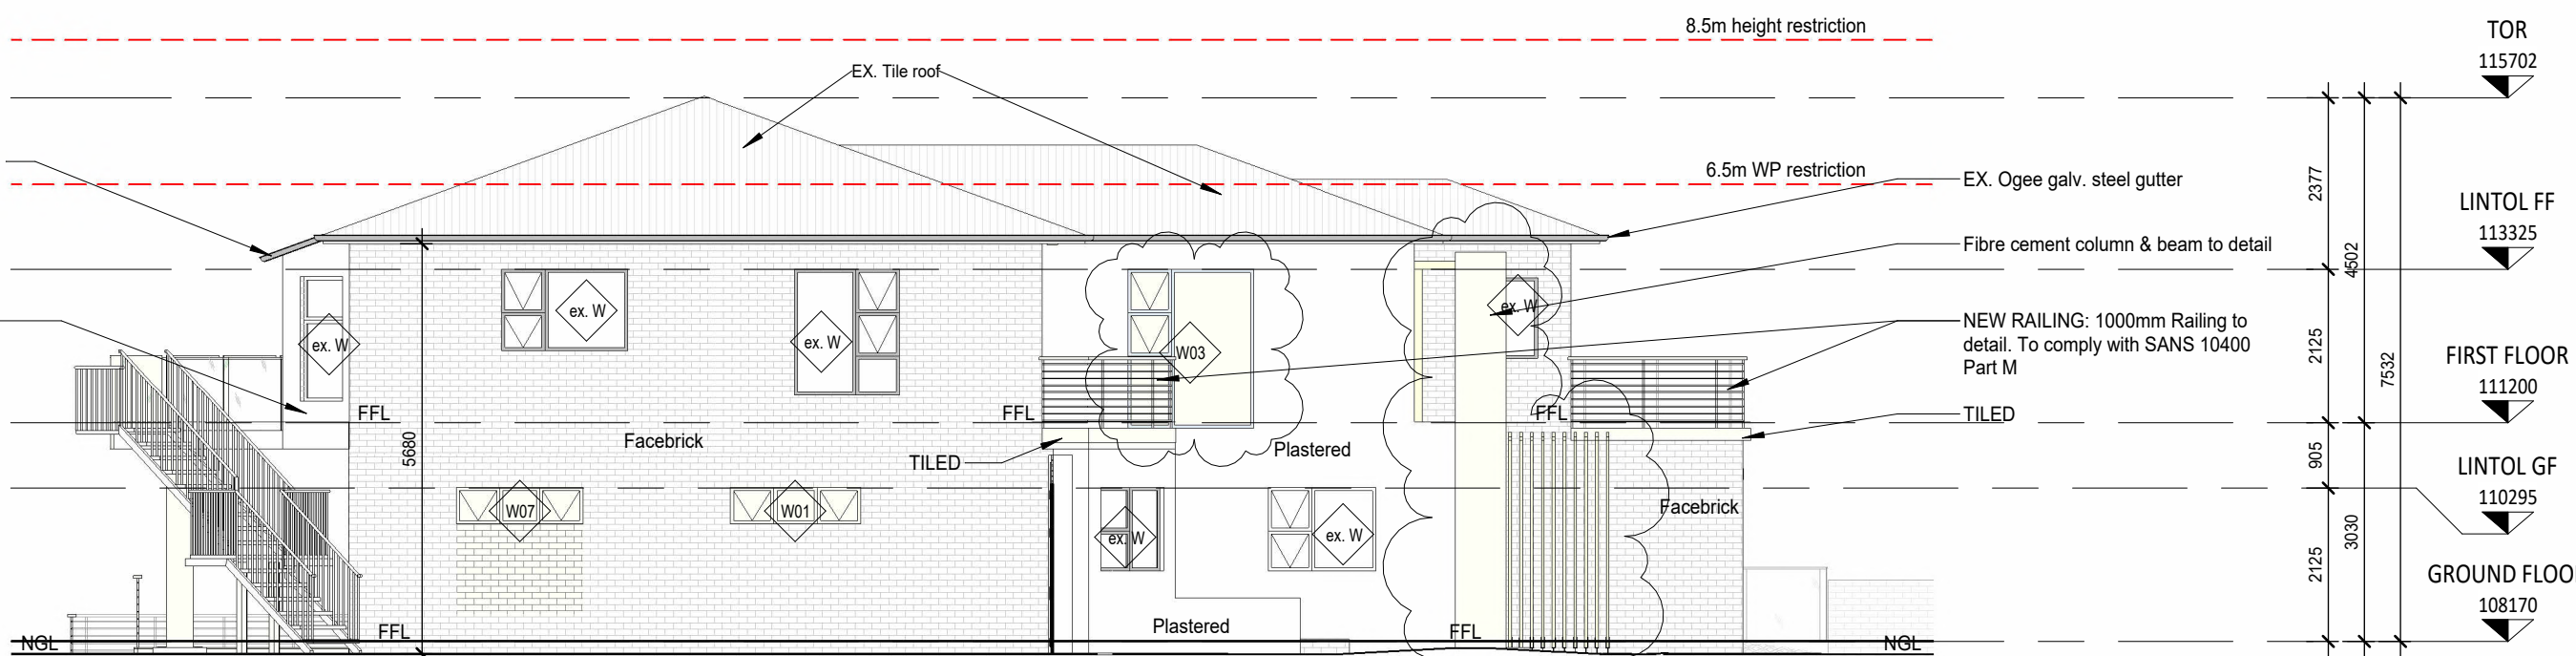 8.5m height restriction
TOR
115702
EX. Tile roof
6.5m WP restriction
EX. Ogee galv. steel gutter
2377
LINTOL FF
113325
Fibre cement column & beam to detail
4502
ex. W
ex. W
ex. W
ex. W
W03
NEW RAILING: 1000mm Railing to
detail. To comply with SANS 10400
Part M
2125
7532
FIRST FLOOR
111200
FFL
FFL
FFL
TILED
Facebrick
5680
TILED
Plastered
905
LINTOL GF
110295
W07
W01
ex. W
ex. W
Facebrick
3030
2125
GROUND FLOO
108170
Plastered
FFL
FFL
NGL
NGL